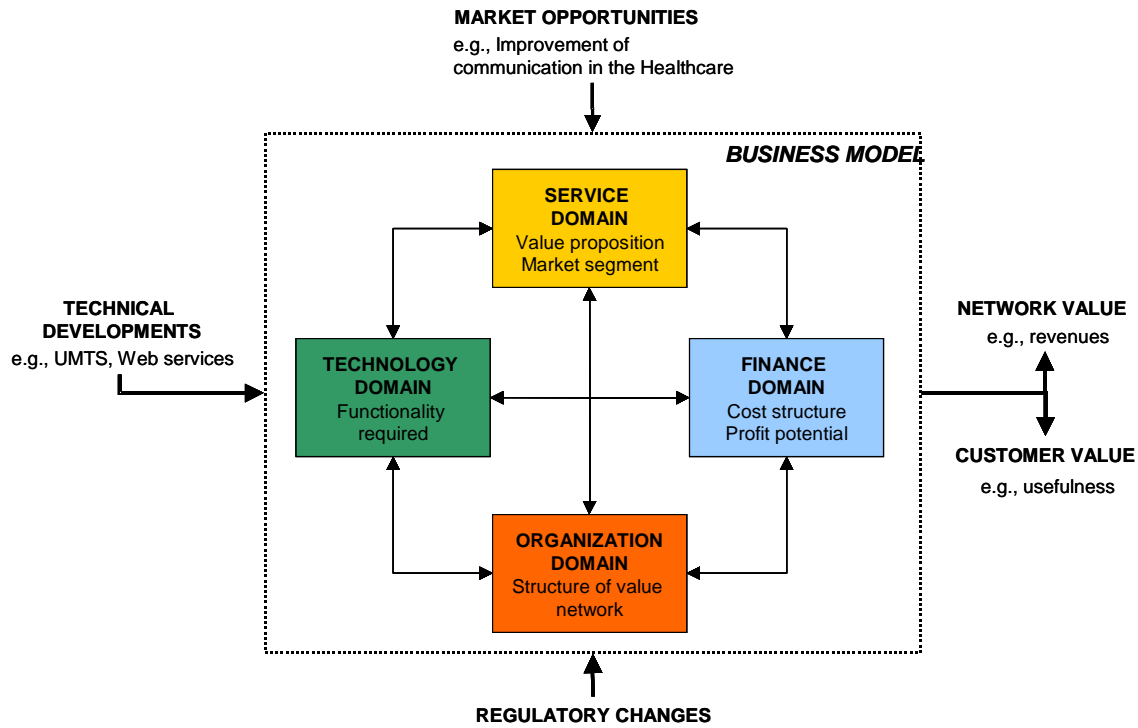 MARKET OPPORTUNITIES
e.g., Improvement of
communication in the Healthcare
BUSINESS MODEL
SERVICE
DOMAIN
Value proposition
Market segment
TECHNICAL
DEVELOPMENTS
e.g., UMTS, Web services
TECHNOLOGY
DOMAIN
Functionality
required
FINANCE
DOMAIN
Cost structure
Profit potential
NETWORK VALUE
e.g., revenues
CUSTOMER VALUE
e.g., usefulness
ORGANIZATION
DOMAIN
Structure of value
network
REGULATORY CHANGES